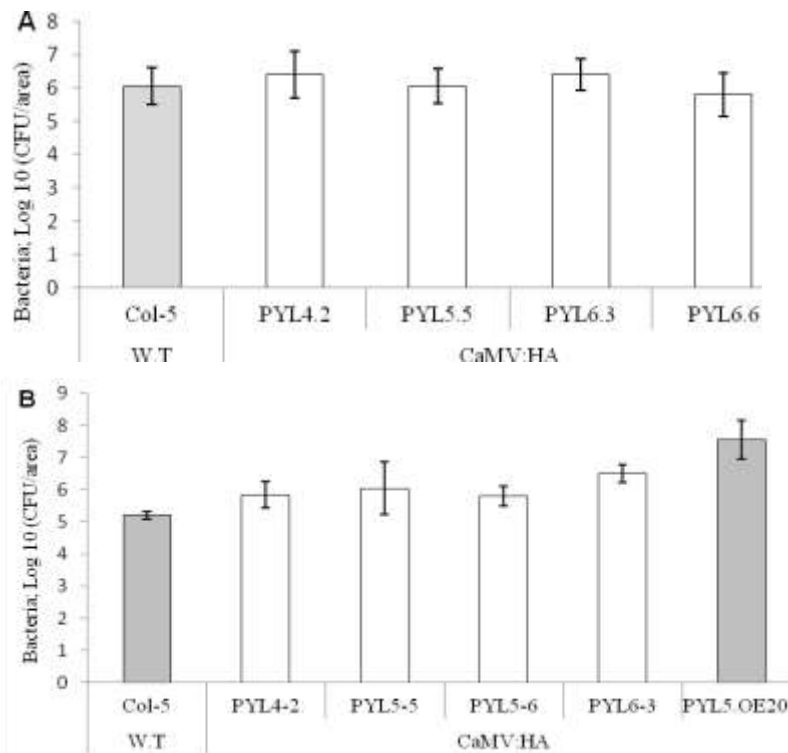 A
Bacteria; Log 10 (CFU/area)
8
7
6
5
4
3
2
1
0
Col-5 PYL4.2 PYL5.5 PYL6.3 PYL6.6
W.T CaMV:HA
B
Bacteria; Log 10 (CFU/area)
9
8
7
6
5
4
3
2
1
0
Col-5 PYL4-2 PYL5-5 PYL5-6 PYL6-3 PYL5.OE20
W.T CaMV:HA